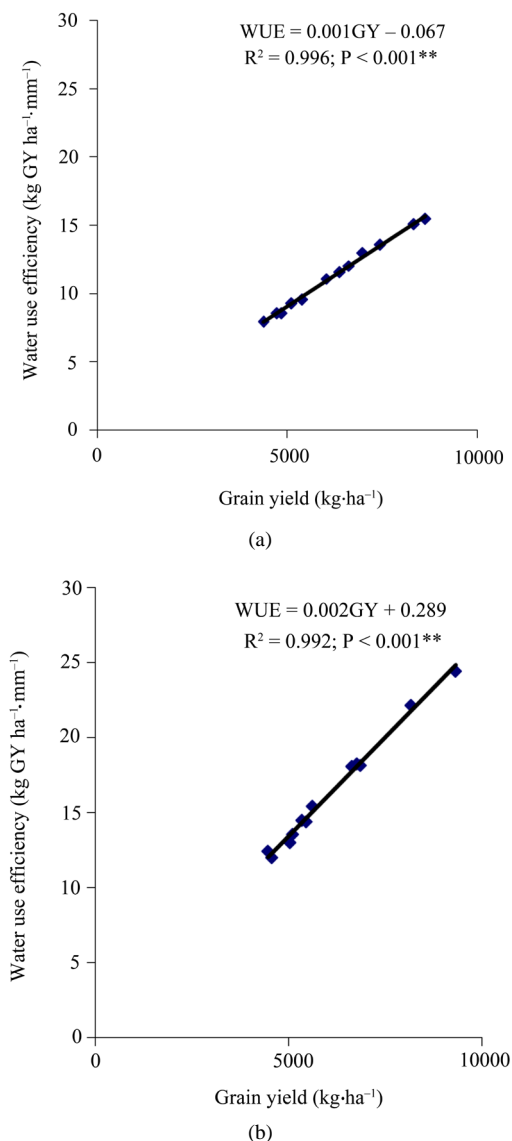 WUE = 0.001GY – 0.067
R² = 0.996; P < 0.001**
Water use efficiency (kg GY ha⁻¹·mm⁻¹)
30
25
20
15
10
5
0
0 5000 10000
Grain yield (kg·ha⁻¹)
(a)
WUE = 0.002GY + 0.289
R² = 0.992; P < 0.001**
Water use efficiency (kg GY ha⁻¹·mm⁻¹)
30
25
20
15
10
5
0
0 5000 10000
Grain yield (kg·ha⁻¹)
(b)